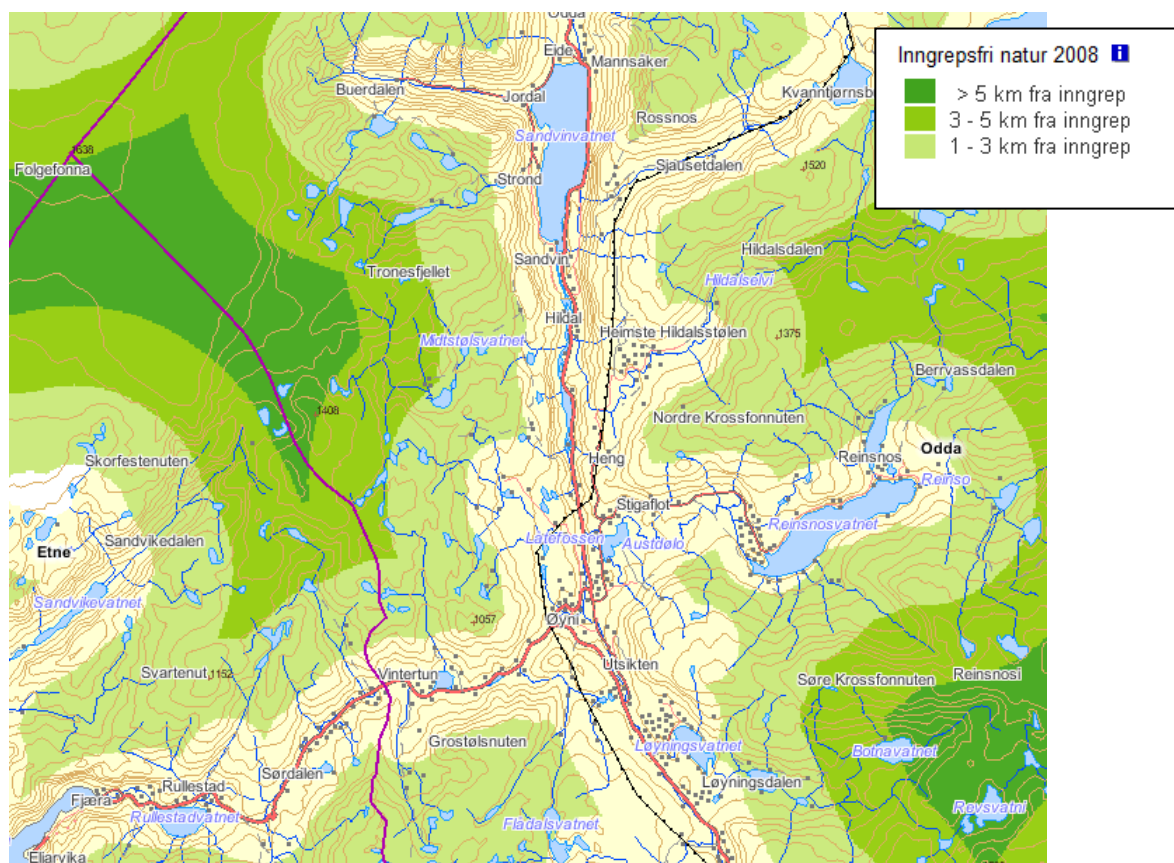 Odda
Eide
Mannsåker
Buerdalen
Jordal
Kvanntjørnsb
Inngrepsfri natur 2008 i
> 5 km fra inngrep
3 - 5 km fra inngrep
1 - 3 km fra inngrep
Sandvinvatnet
Rossnos
1638
Folgefonna
Strond
Sjausetdalen
1520
Sandvin
Hildalsdalen
Tronesfjellet
Hildalselvi
Hildal
Midtstølsvatnet
Heimste Hildalsstølen
1375
Berrvassdalen
1408
Nordre Krossfonnuten
Skorfestenuten
Heng
Reinsnos
Odda
Reinso
Stigaflot
Reinsnosvatnet
Etne
Sandvikedalen
Latefossen
Austdølo
Sandvikevatnet
1057
Øyni
Utsikten
Svartenut
1152
Vintertun
Søre Krossfonnuten
Reinsnosi
Grostølsnuten
Løyningsvatnet
Botnavatnet
Sørdalen
Løyningsdalen
Rullestad
Fjæra
Rullestadvatnet
Revsvatni
Flådalsvatnet
Eljarvika